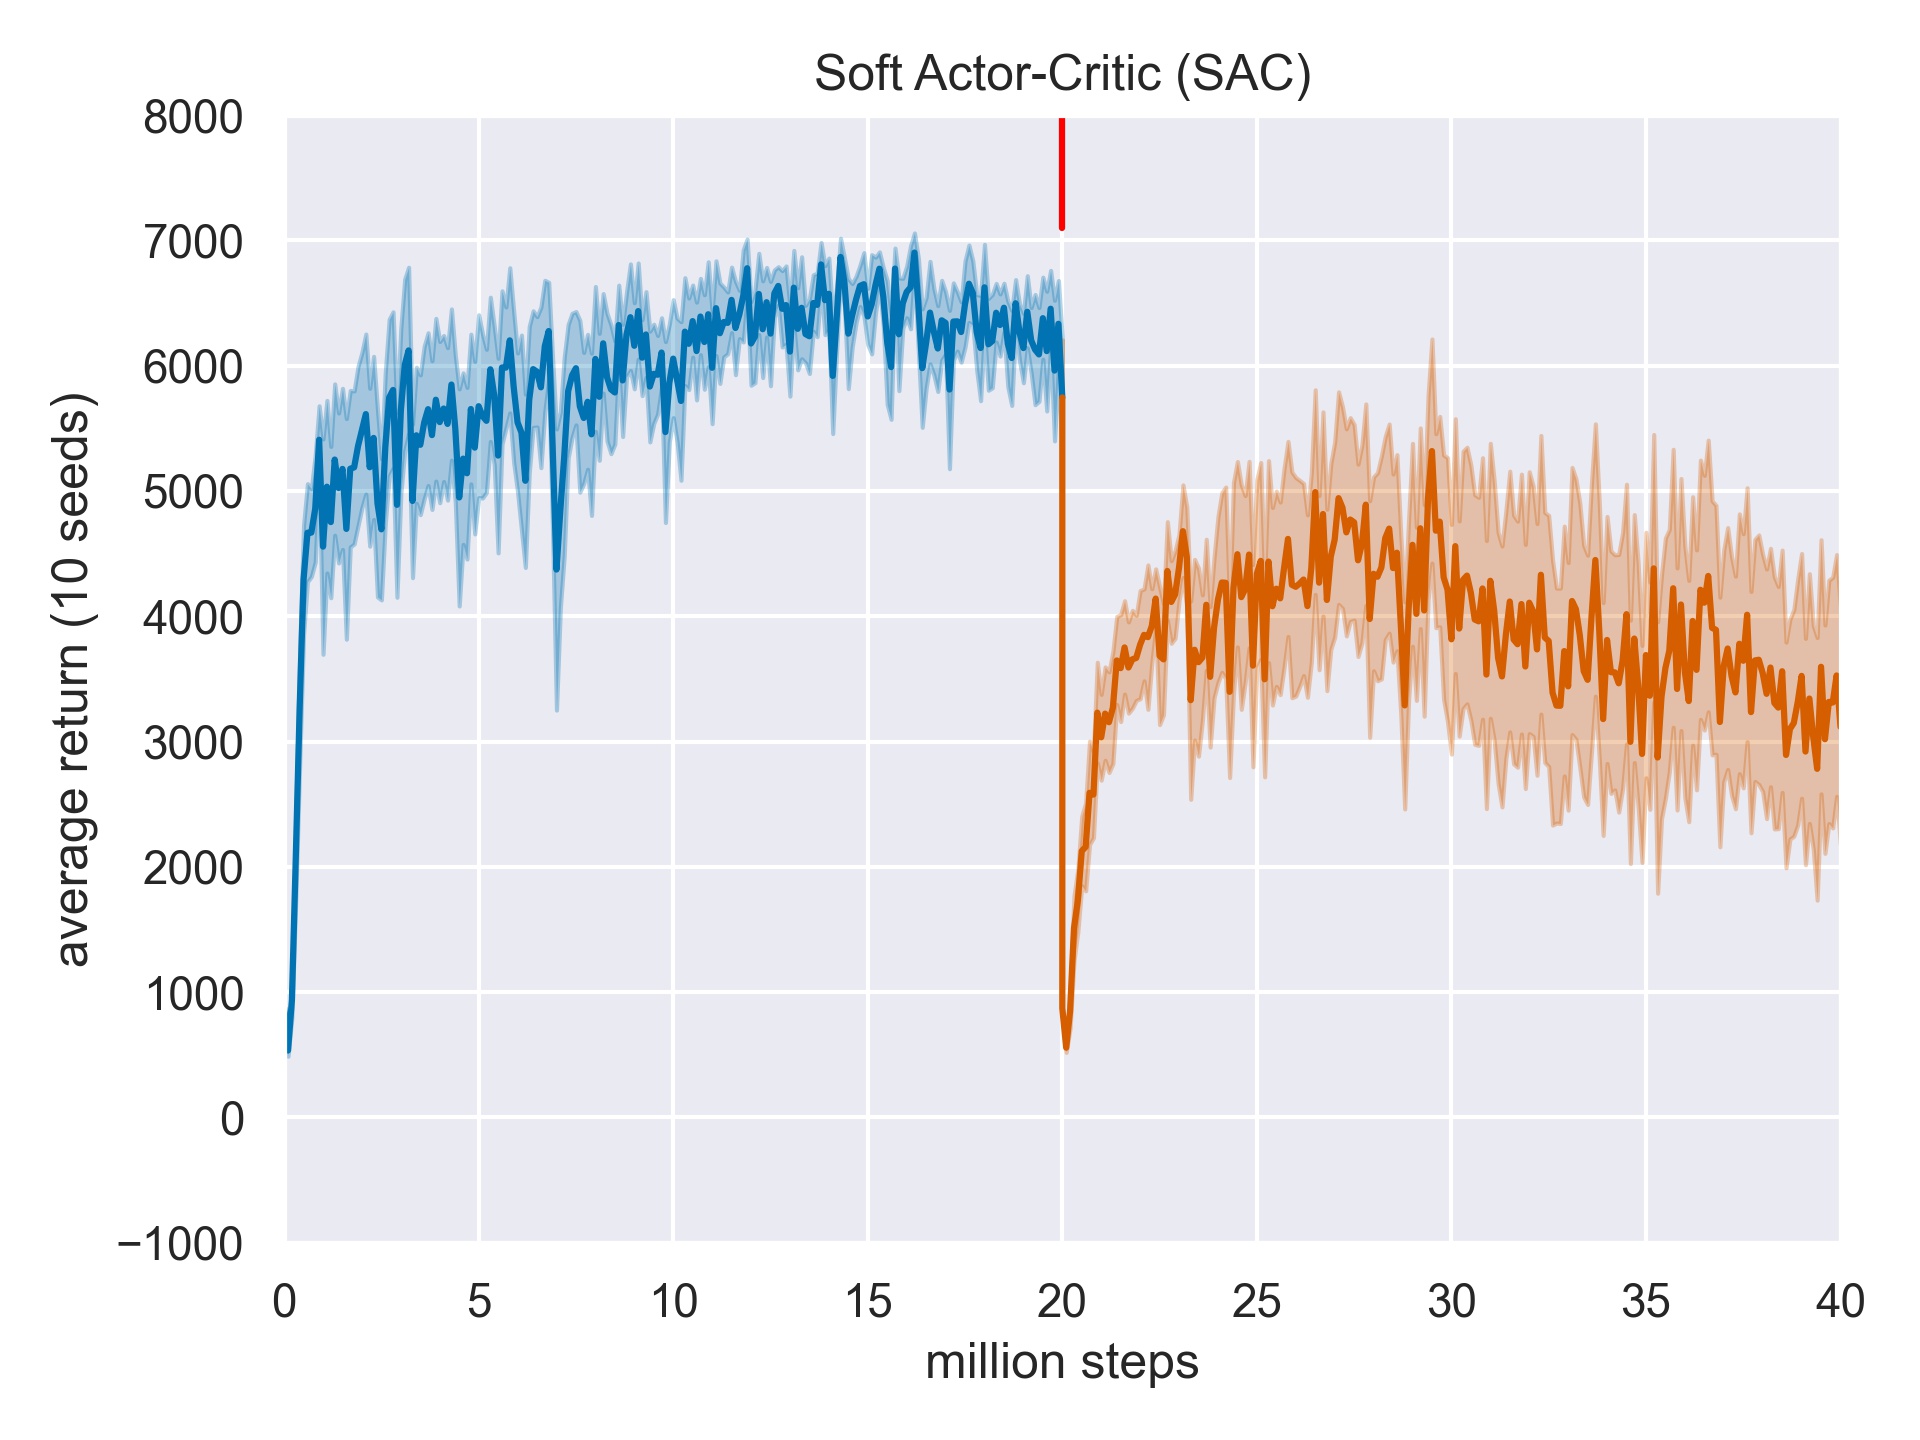 Soft Actor-Critic (SAC)
8000
7000
6000
5000
4000
3000
2000
1000
0
−1000
average return (10 seeds)
0 5 10 15 20 25 30 35 40
million steps